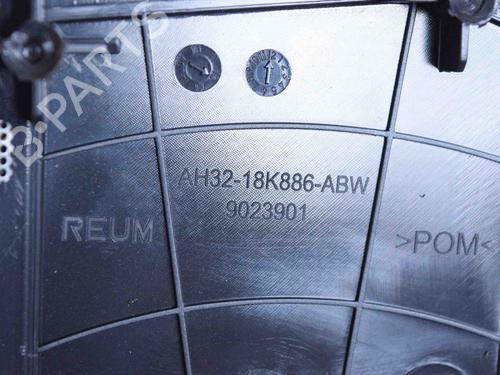 B-PARTS
AH32-18K886-ABW
9023901
REUM
>POM<